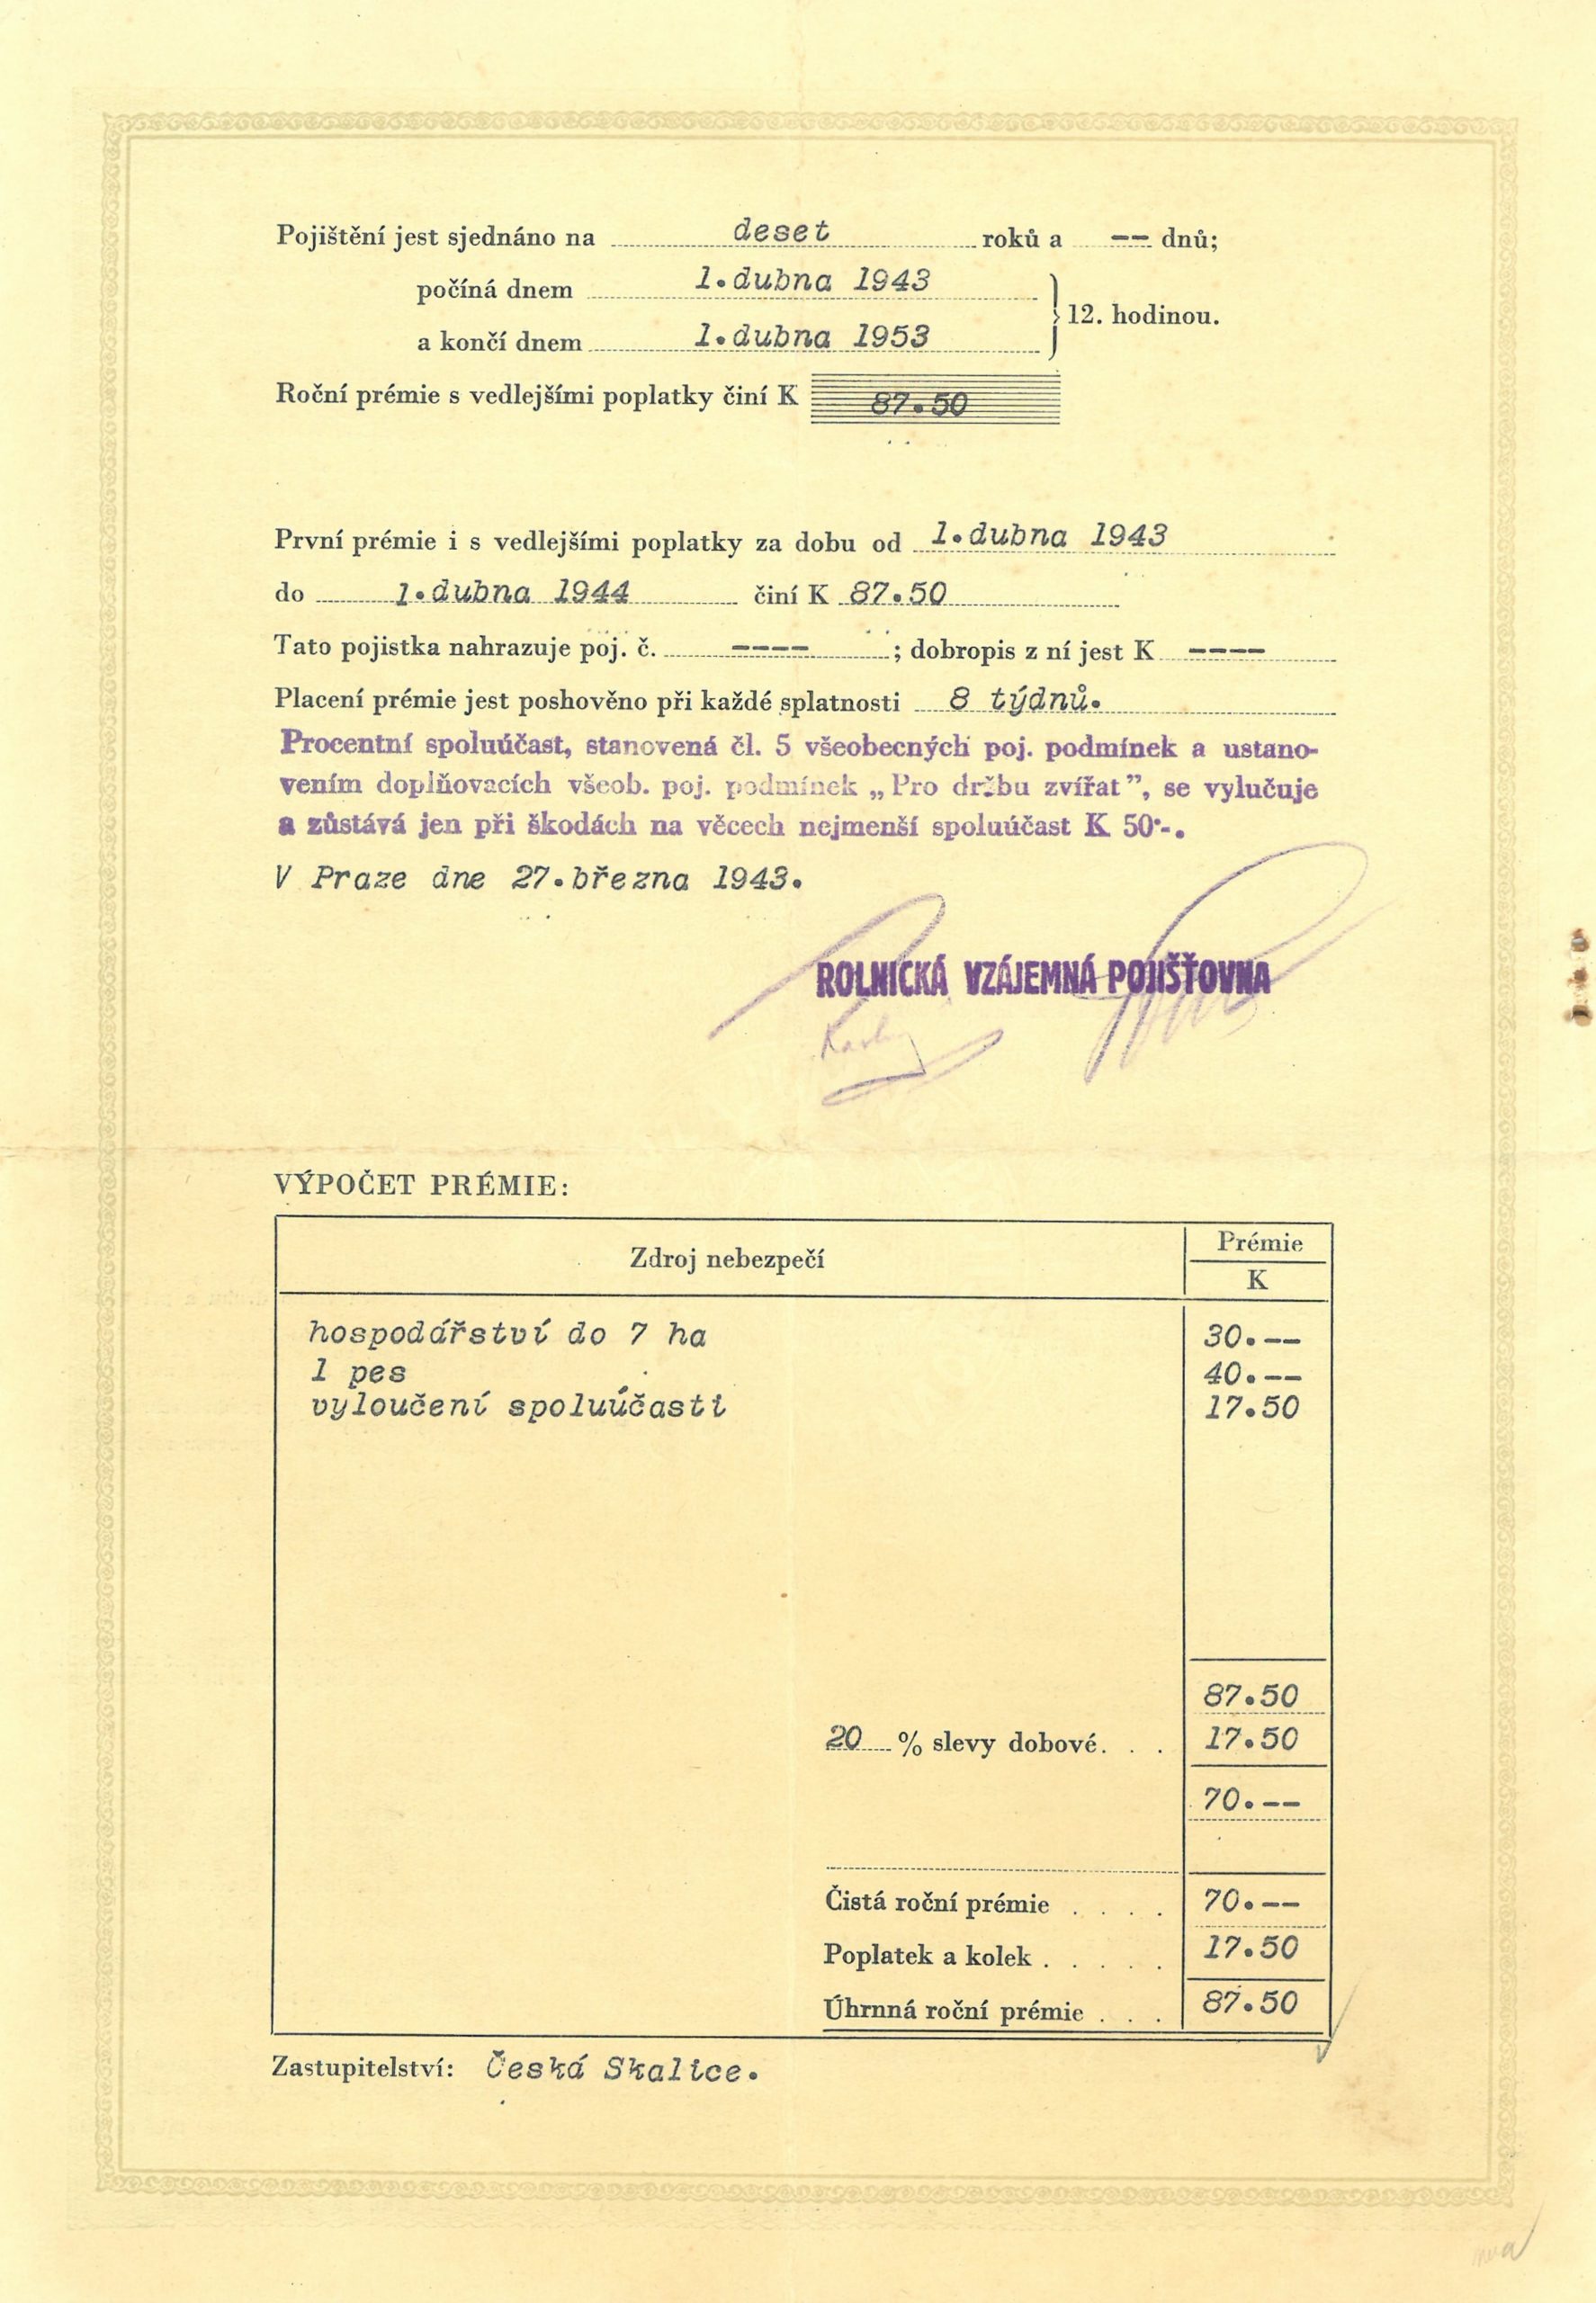 Pojištění jest sjednáno na deset roků a -- dnů;
počíná dnem 1.dubna 1943
12. hodinou.
a končí dnem 1.dubna 1953
Roční prémie s vedlejšími poplatky činí K 87.50
První prémie i s vedlejšími poplatky za dobu od 1.dubna 1943
do 1.dubna 1944 činí K 87.50
Tato pojistka nahrazuje poj. č. ---- ; dobropis z ní jest K ----
Placení prémie jest poshověno při každé splatnosti 8 týdnů.
Procentní spoluúčast, stanovená čl. 5 všeobecných poj. podmínek a ustano-
vením doplňovacích všeob. poj. podmínek „Pro držbu zvířat”, se vylučuje
a zůstává jen při škodách na věcech nejmenší spoluúčast K 50·-.
V Praze dne 27.března 1943.
ROLNICKÁ VZÁJEMNÁ POJIŠŤOVNA
VÝPOČET PRÉMIE:
Zdroj nebezpečí Prémie
K
hospodářství do 7 ha 30.--
1 pes 40.--
vyloučení spoluúčasti 17.50
87.50
20 % slevy dobové. . . 17.50
70.--
Čistá roční prémie . . . . 70.--
Poplatek a kolek . . . . . 17.50
Úhrnná roční prémie . . . 87.50
Zastupitelství: Česká Skalice.